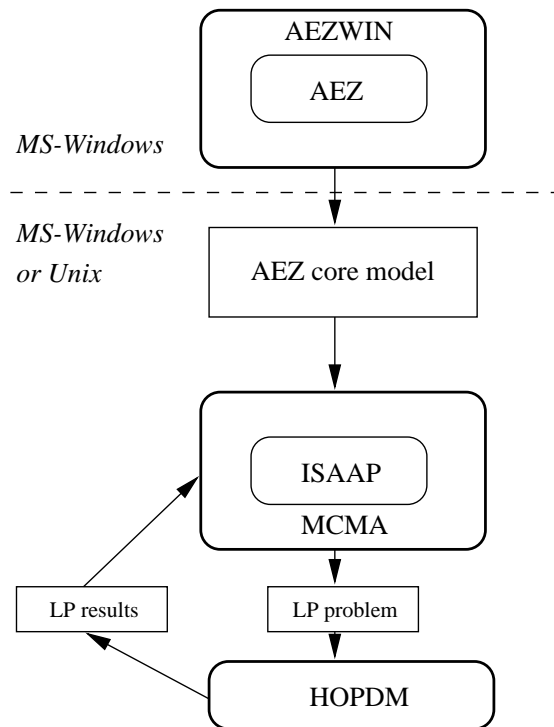 AEZWIN
AEZ
MS-Windows
MS-Windows
or Unix
AEZ core model
ISAAP
MCMA
LP results
LP problem
HOPDM